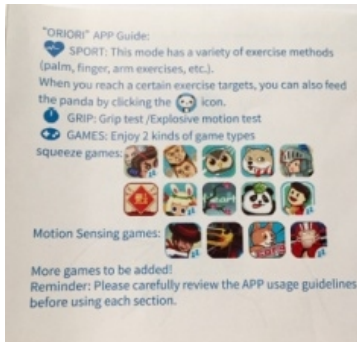 "ORIORI" APP Guide:
SPORT: This mode has a variety of exercise methods
(palm, finger, arm exercises, etc.).
When you reach a certain exercise targets, you can also feed
the panda by clicking the icon.
GRIP: Grip test /Explosive motion test
GAMES: Enjoy 2 kinds of game types
squeeze games:
Motion Sensing games:
More games to be added!
Reminder: Please carefully review the APP usage guidelines
before using each section.